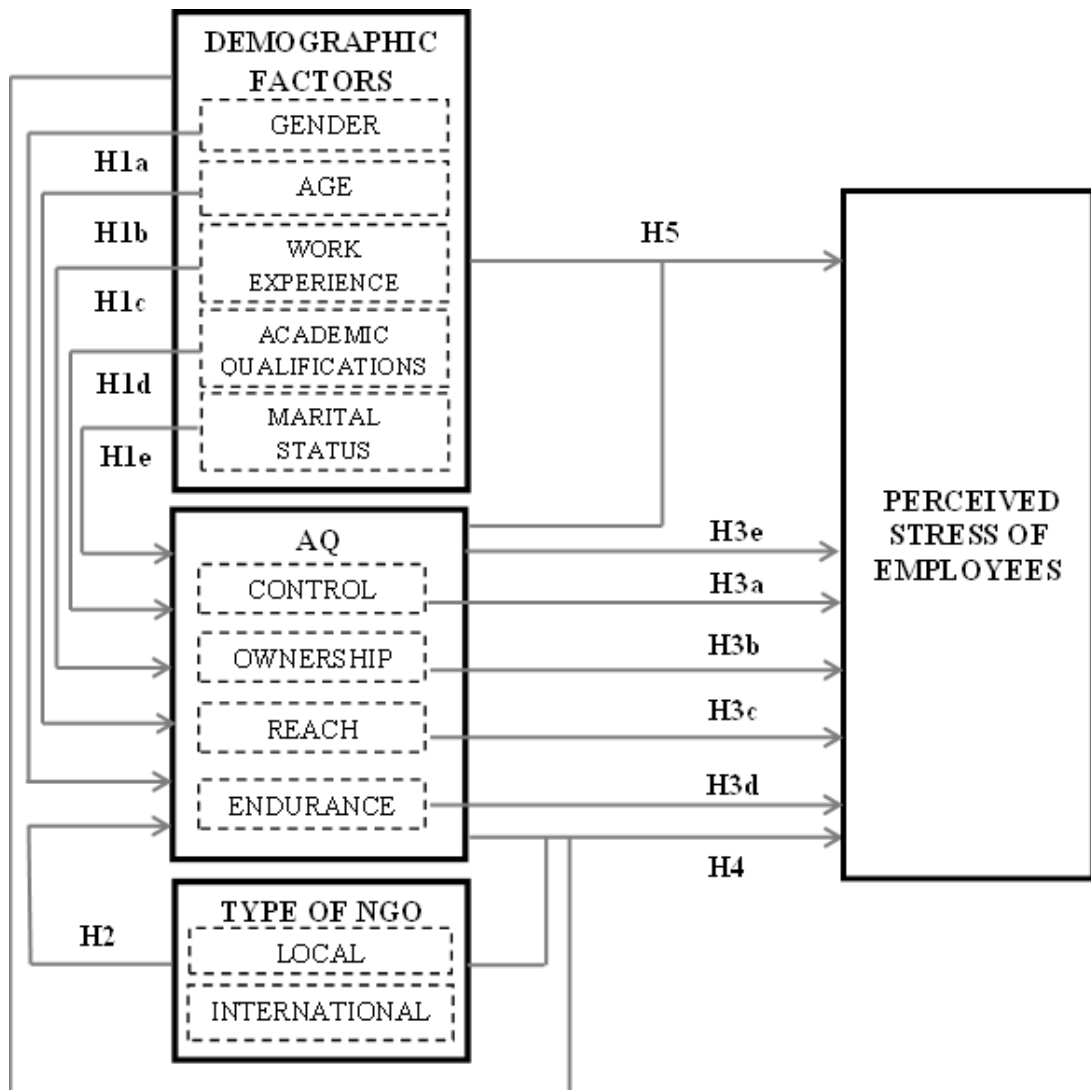 DEMOGRAPHIC
FACTORS
GENDER
H1a
AGE
H1b
WORK
EXPERIENCE
H1c
ACADEMIC
QUALIFICATIONS
H1d
MARITAL
STATUS
H1e
H5
AQ
CONTROL
OWNERSHIP
REACH
ENDURANCE
H3e
H3a
H3b
H3c
H3d
H4
PERCEIVED
STRESS OF
EMPLOYEES
H2
TYPE OF NGO
LOCAL
INTERNATIONAL